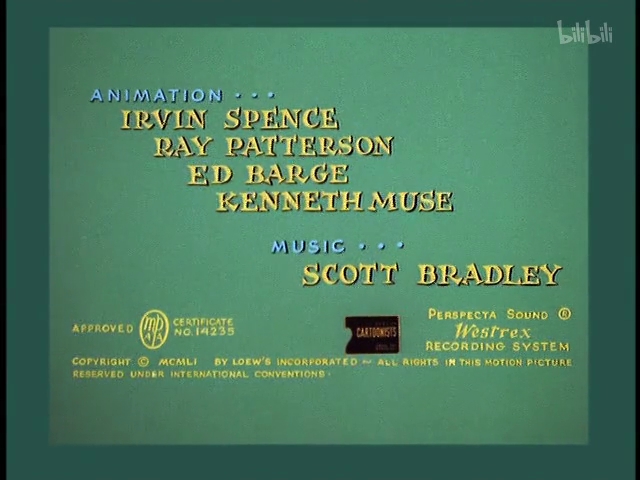 bilibili
ANIMATION . . .
IRVIN SPENCE
RAY PATTERSON
ED BARGE
KENNETH MUSE
MUSIC . . .
SCOTT BRADLEY
APPROVED
MPAA
CERTIFICATE
NO. 14235
CARTOONISTS
PERSPECTA SOUND ®
Westrex
RECORDING SYSTEM
COPYRIGHT © MCMLI BY LOEW'S INCORPORATED ~ ALL RIGHTS IN THIS MOTION PICTURE
RESERVED UNDER INTERNATIONAL CONVENTIONS.